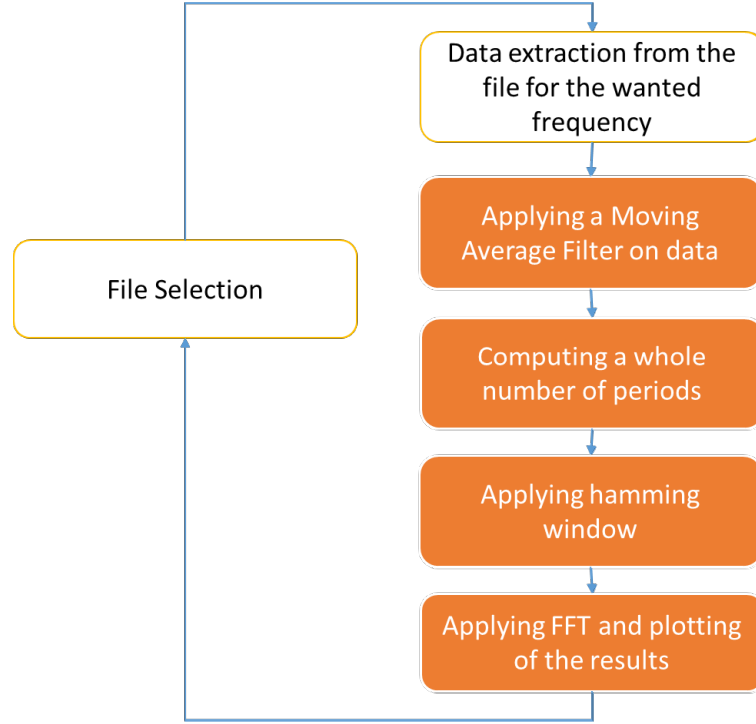 Data extraction from the
file for the wanted
frequency
Applying a Moving
Average Filter on data
File Selection
Computing a whole
number of periods
Applying hamming
window
Applying FFT and plotting
of the results